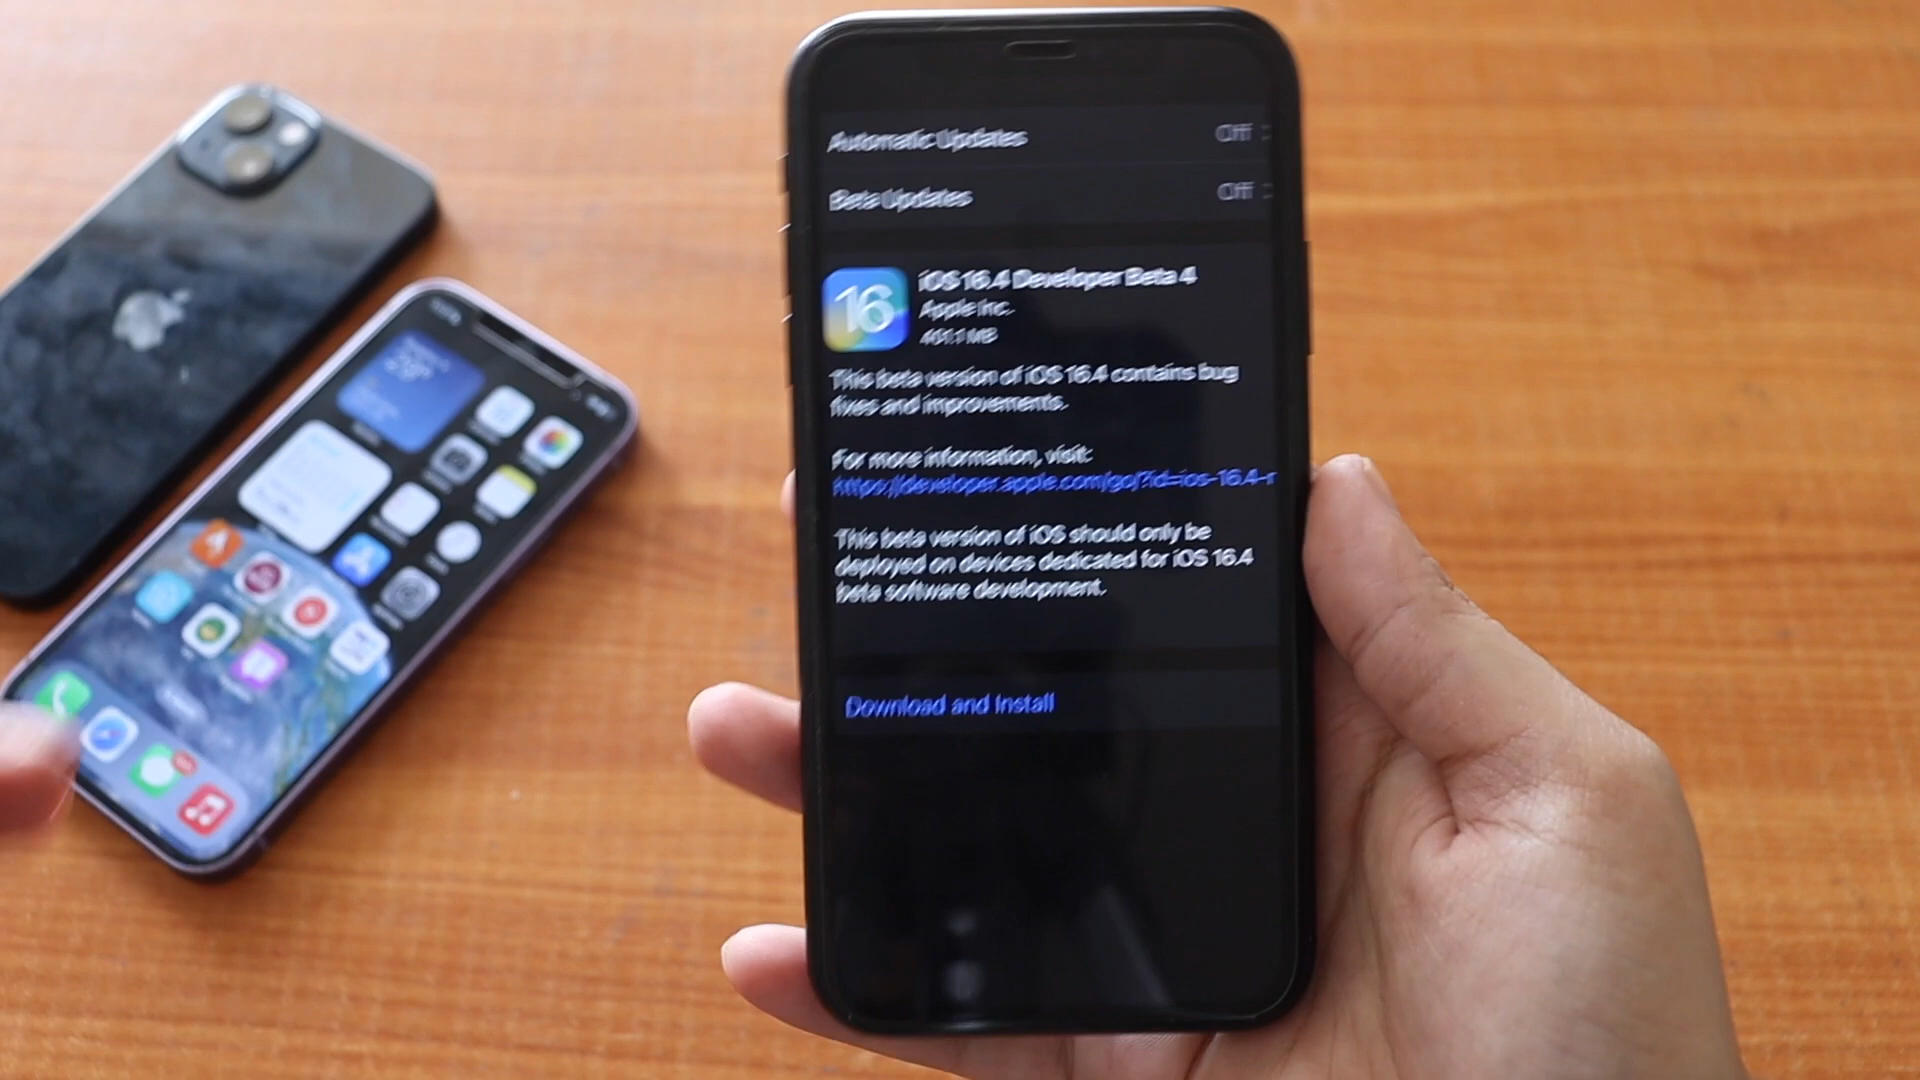 Automatic Updates Off
Beta Updates Off
16
iOS 16.4 Developer Beta 4
Apple Inc.
401.1 MB
This beta version of iOS 16.4 contains bug
fixes and improvements.
For more information, visit:
https://developer.apple.com/go/?id=ios-16.4-r
This beta version of iOS should only be
deployed on devices dedicated for iOS 16.4
beta software development.
Download and Install